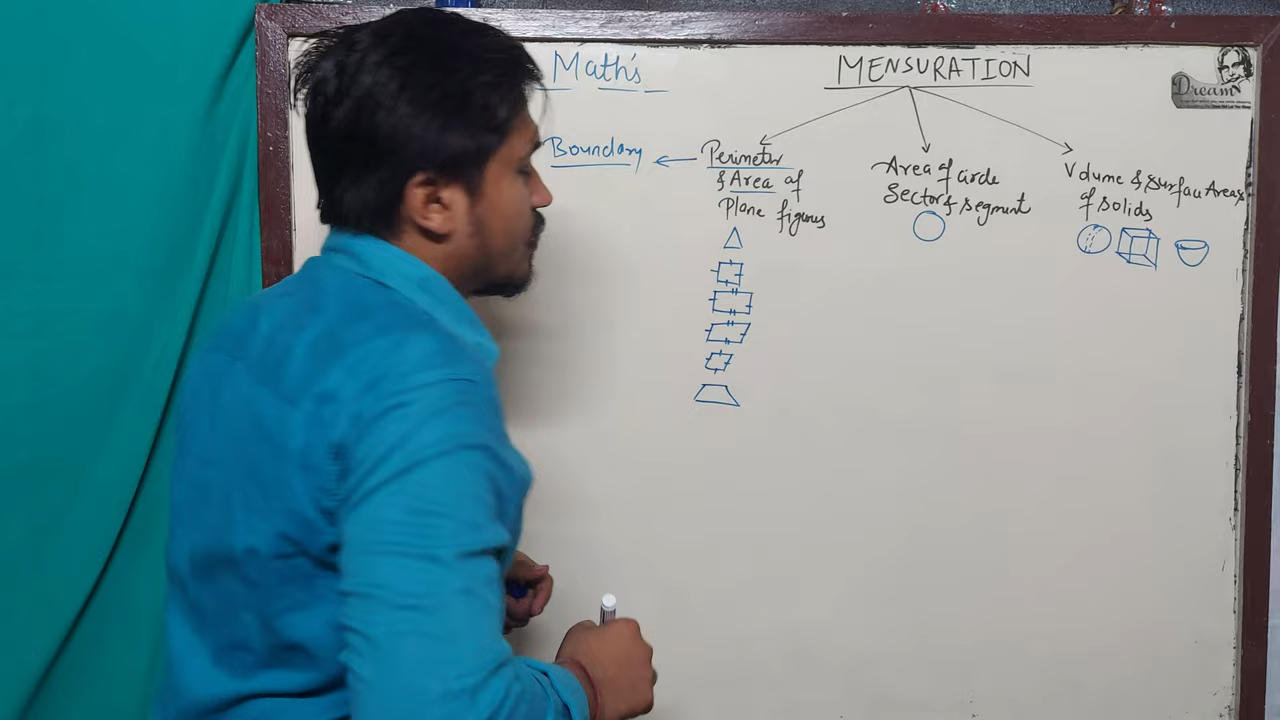 Math's
MENSURATION
Dream
Boundary
Perimeter
& Area of
Plane figures
Area of circle
Sector & segment
Volume & Surface Areas
of solids